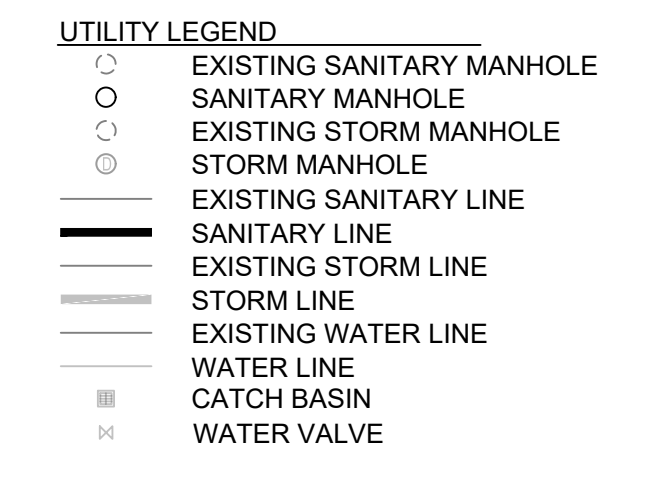 UTILITY LEGEND
EXISTING SANITARY MANHOLE
SANITARY MANHOLE
EXISTING STORM MANHOLE
D STORM MANHOLE
EXISTING SANITARY LINE
SANITARY LINE
EXISTING STORM LINE
STORM LINE
EXISTING WATER LINE
WATER LINE
CATCH BASIN
WATER VALVE